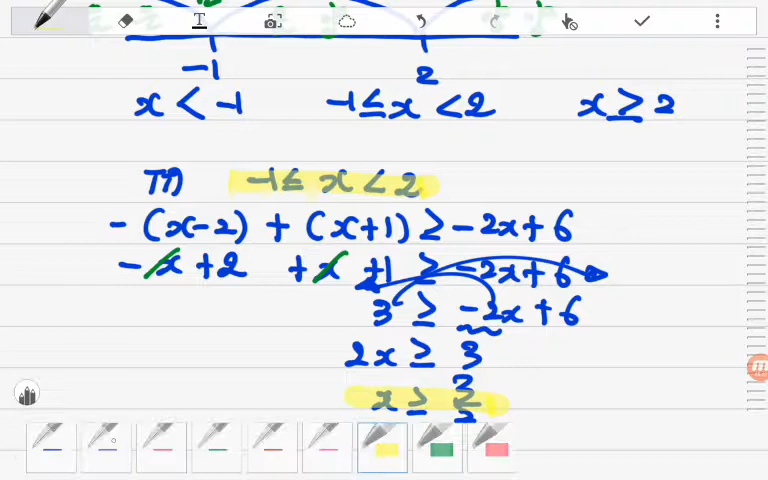 -1 2
x < -1 -1 ≤ x < 2 x ≥ 2
-1 ≤ x < 2
- (x-2) + (x+1) ≥ - 2x + 6
- x + 2 + x + 1 ≥ - 2x + 6
3 ≥ - 2x + 6
2x ≥ 3
x ≥ 3/2